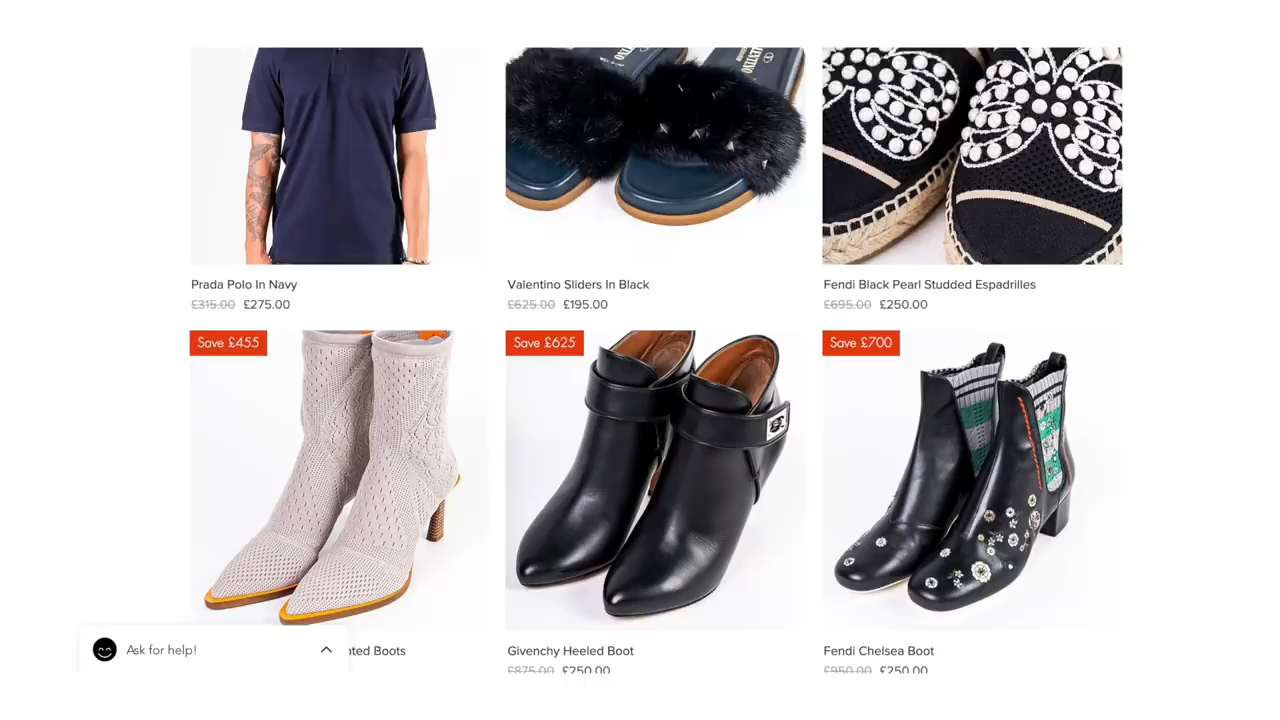 VALENTINO
VALENTINO
Prada Polo In Navy
£315.00 £275.00
Valentino Sliders In Black
£625.00 £195.00
Fendi Black Pearl Studded Espadrilles
£695.00 £250.00
Save £455
Save £625
Save £700
Ask for help!
nted Boots
Givenchy Heeled Boot
£875.00 £250.00
Fendi Chelsea Boot
£950.00 £250.00